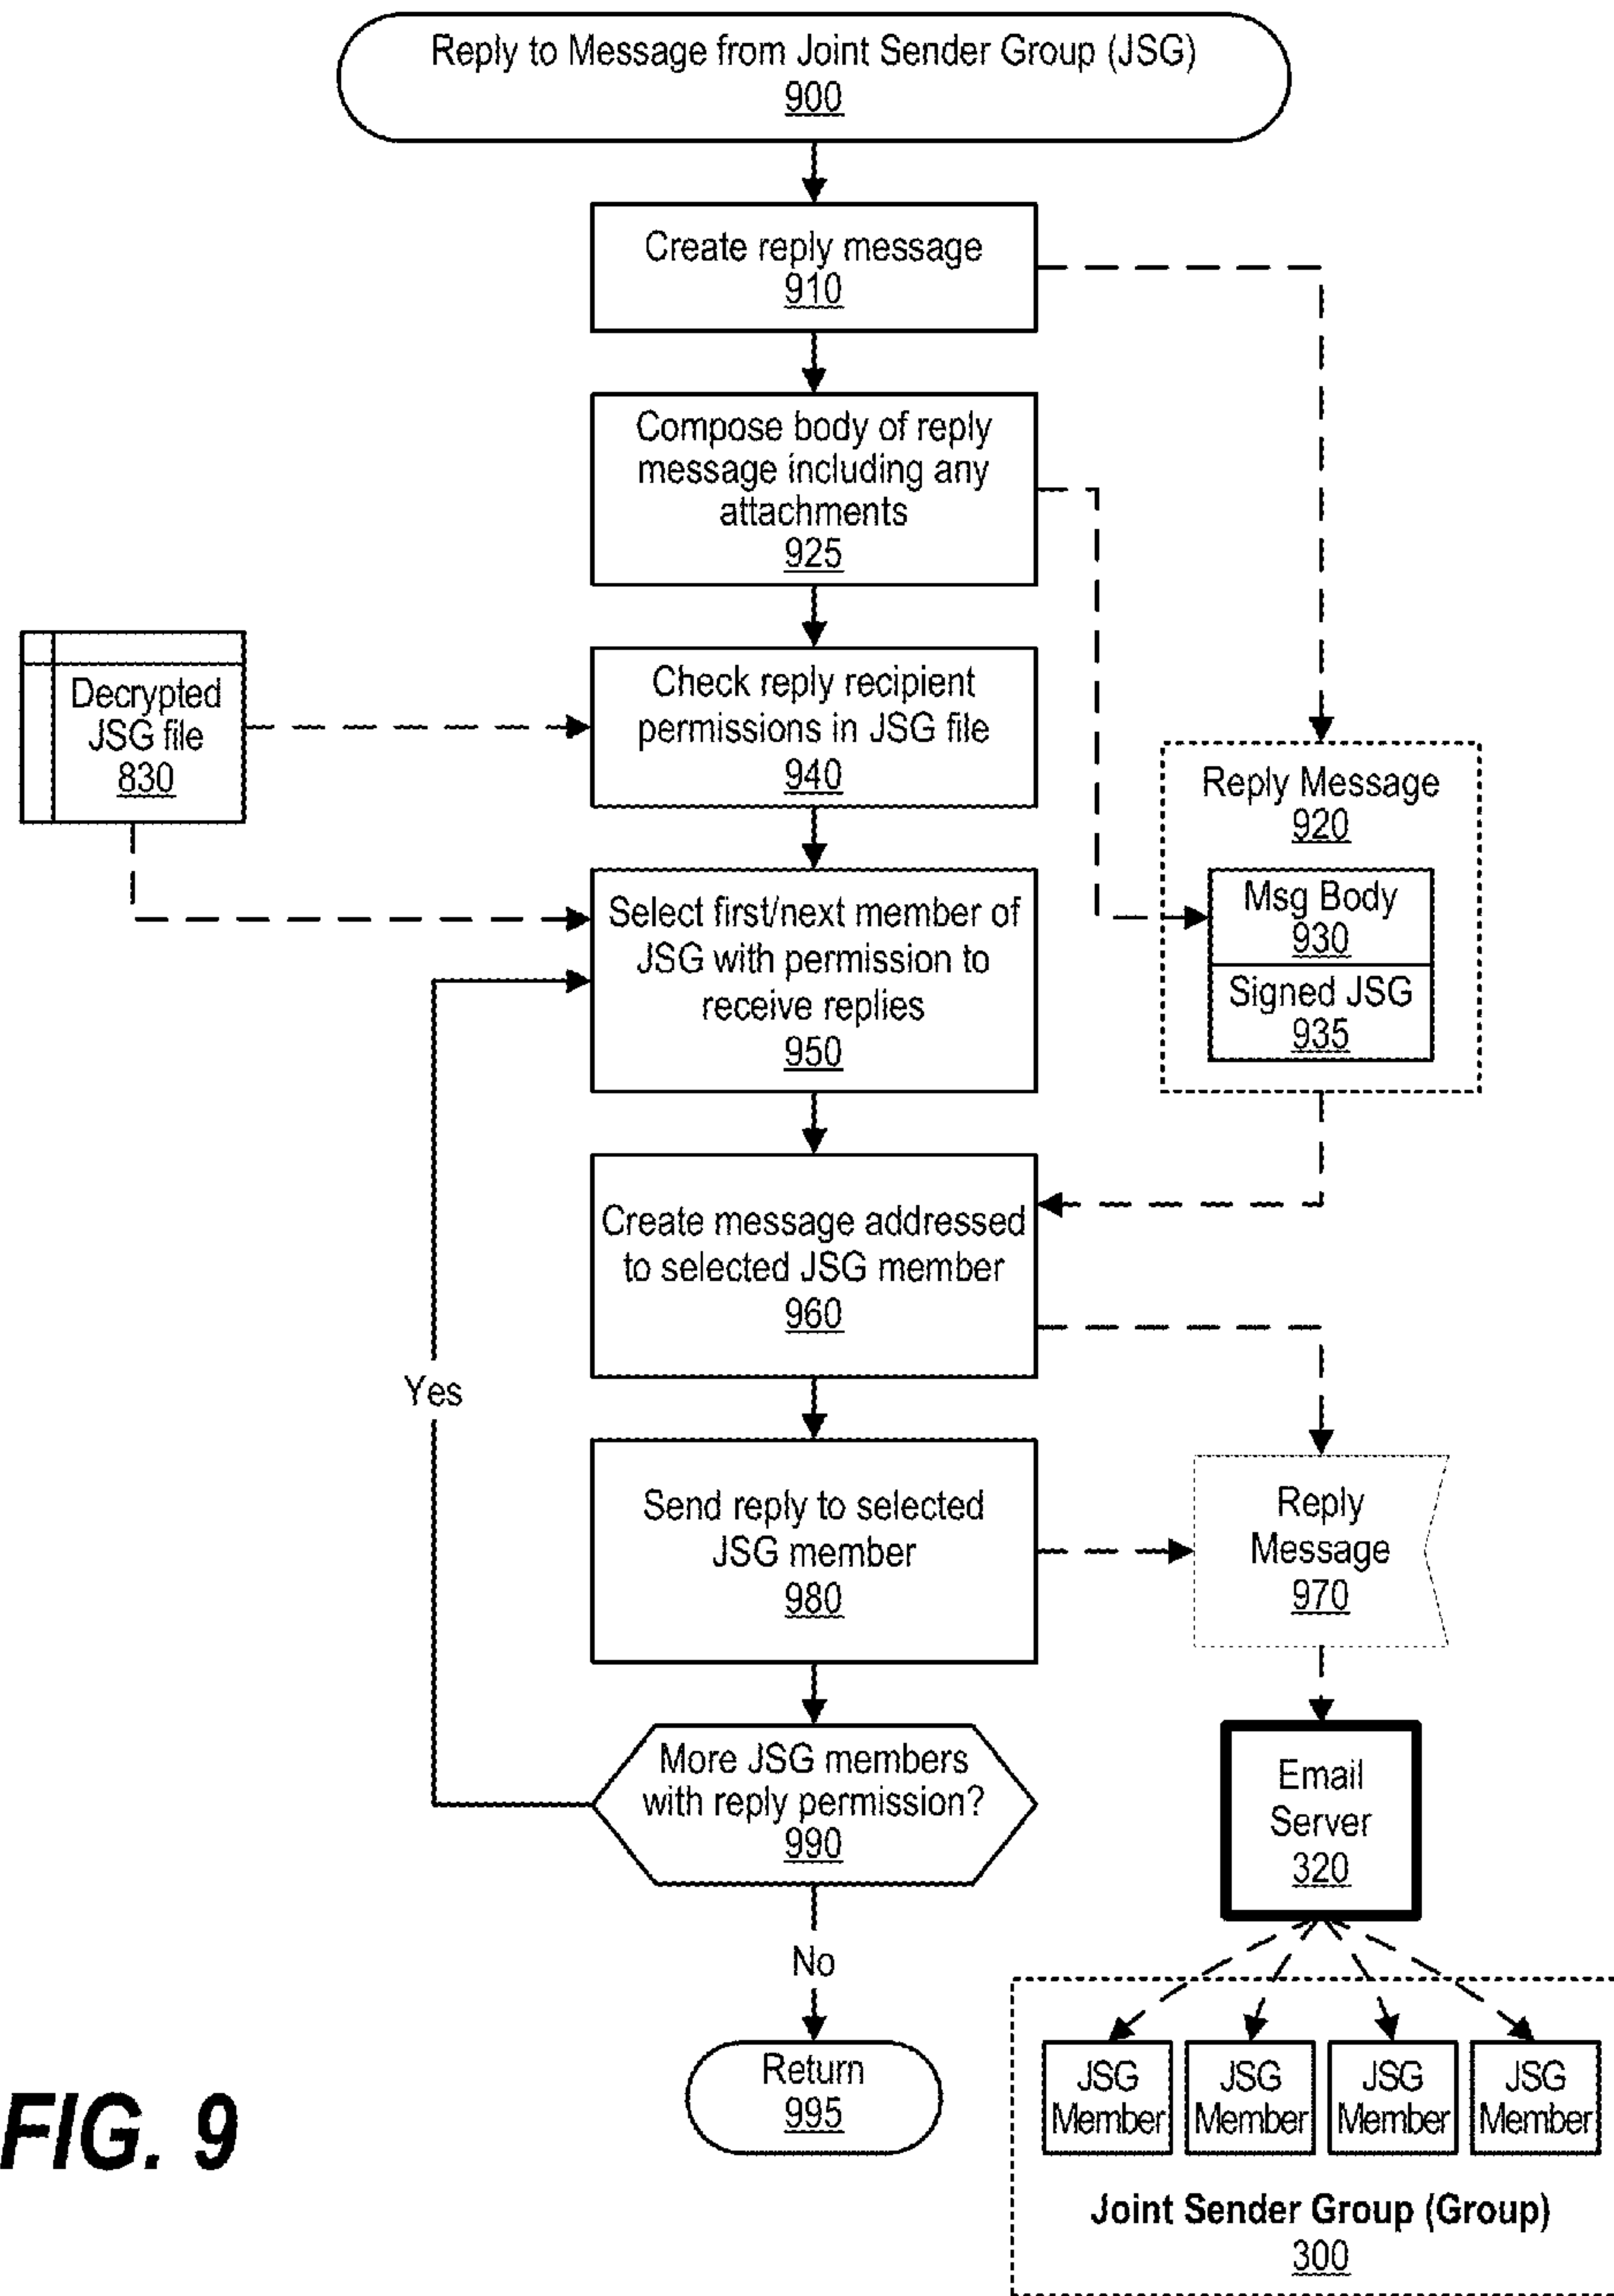 Reply to Message from Joint Sender Group (JSG)
900
Create reply message
910
Compose body of reply
message including any
attachments
925
Decrypted
JSG file
830
Check reply recipient
permissions in JSG file
940
Reply Message
920
Msg Body
930
Signed JSG
935
Select first/next member of
JSG with permission to
receive replies
950
Create message addressed
to selected JSG member
960
Yes
Send reply to selected
JSG member
980
Reply
Message
970
More JSG members
with reply permission?
990
Email
Server
320
No
Return
995
JSG
Member
JSG
Member
JSG
Member
JSG
Member
Joint Sender Group (Group)
300
FIG. 9